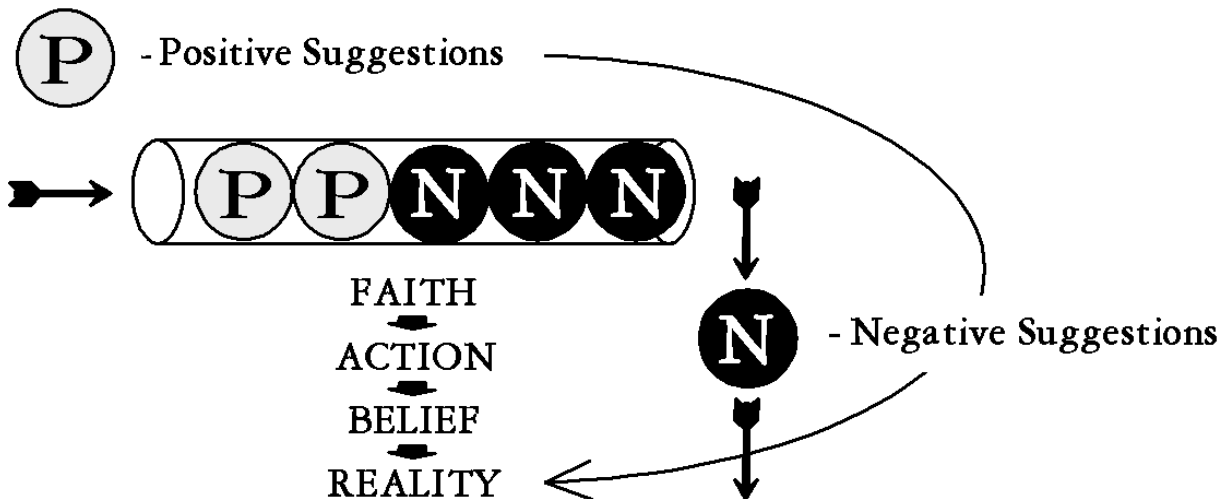 P - Positive Suggestions
P P N N N
FAITH
ACTION
N - Negative Suggestions
BELIEF
REALITY